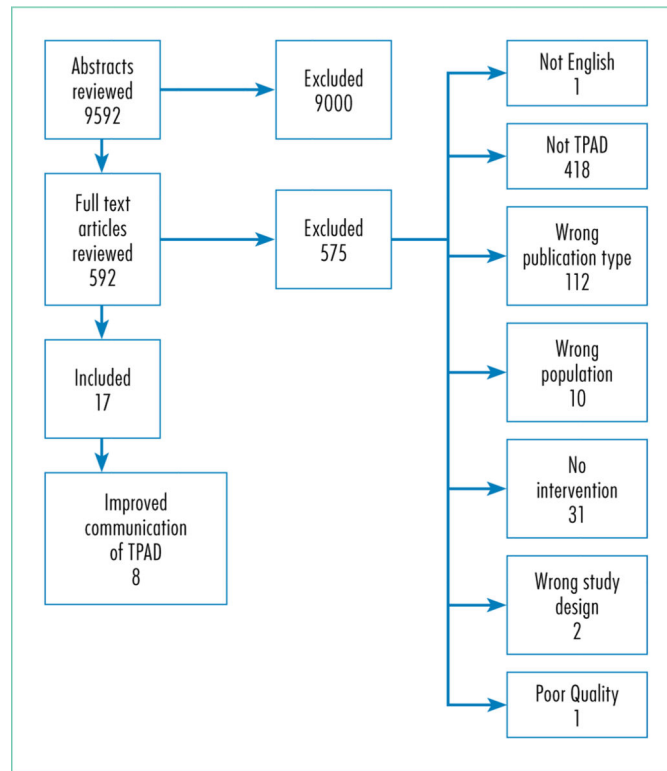 Abstracts
reviewed
9592
Excluded
9000
Full text
articles
reviewed
592
Excluded
575
Included
17
Improved
communication
of TPAD
8
Not English
1
Not TPAD
418
Wrong
publication type
112
Wrong
population
10
No
intervention
31
Wrong study
design
2
Poor Quality
1